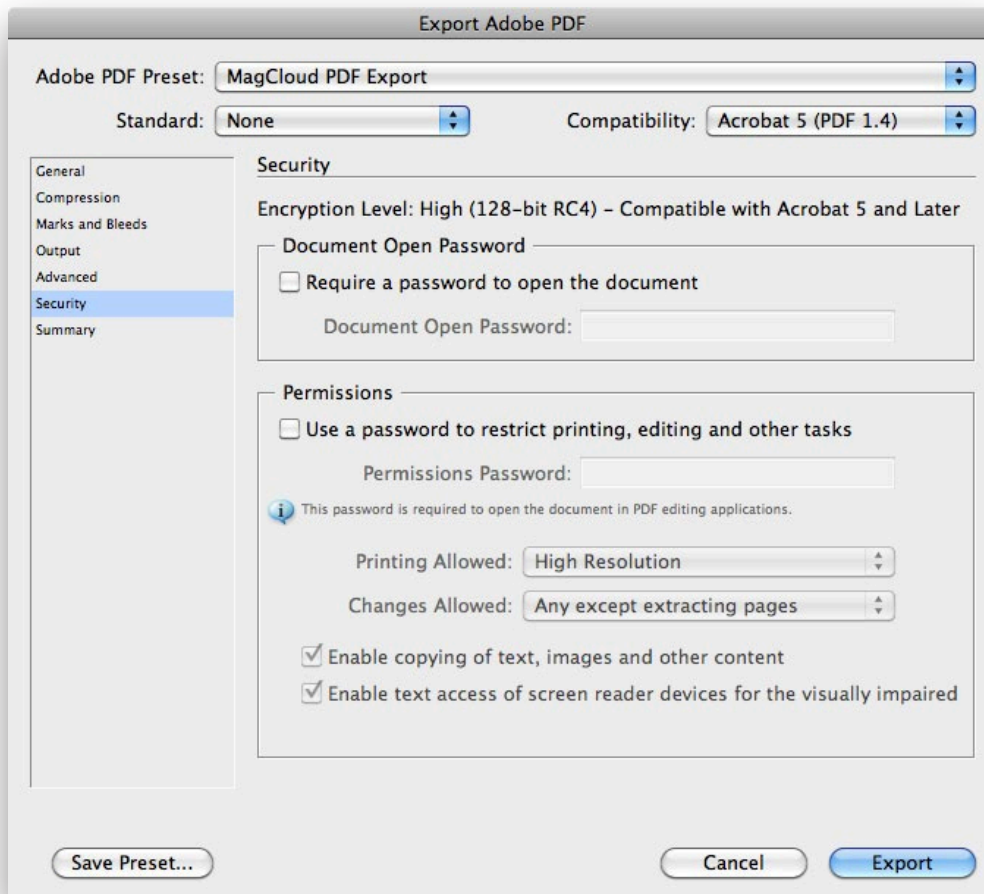 Export Adobe PDF
Adobe PDF Preset: MagCloud PDF Export
Standard: None Compatibility: Acrobat 5 (PDF 1.4)
General
Compression
Marks and Bleeds
Output
Advanced
Security
Summary
Security
Encryption Level: High (128-bit RC4) – Compatible with Acrobat 5 and Later
Document Open Password
Require a password to open the document
Document Open Password:
Permissions
Use a password to restrict printing, editing and other tasks
Permissions Password:
This password is required to open the document in PDF editing applications.
Printing Allowed: High Resolution
Changes Allowed: Any except extracting pages
Enable copying of text, images and other content
Enable text access of screen reader devices for the visually impaired
Save Preset... Cancel Export